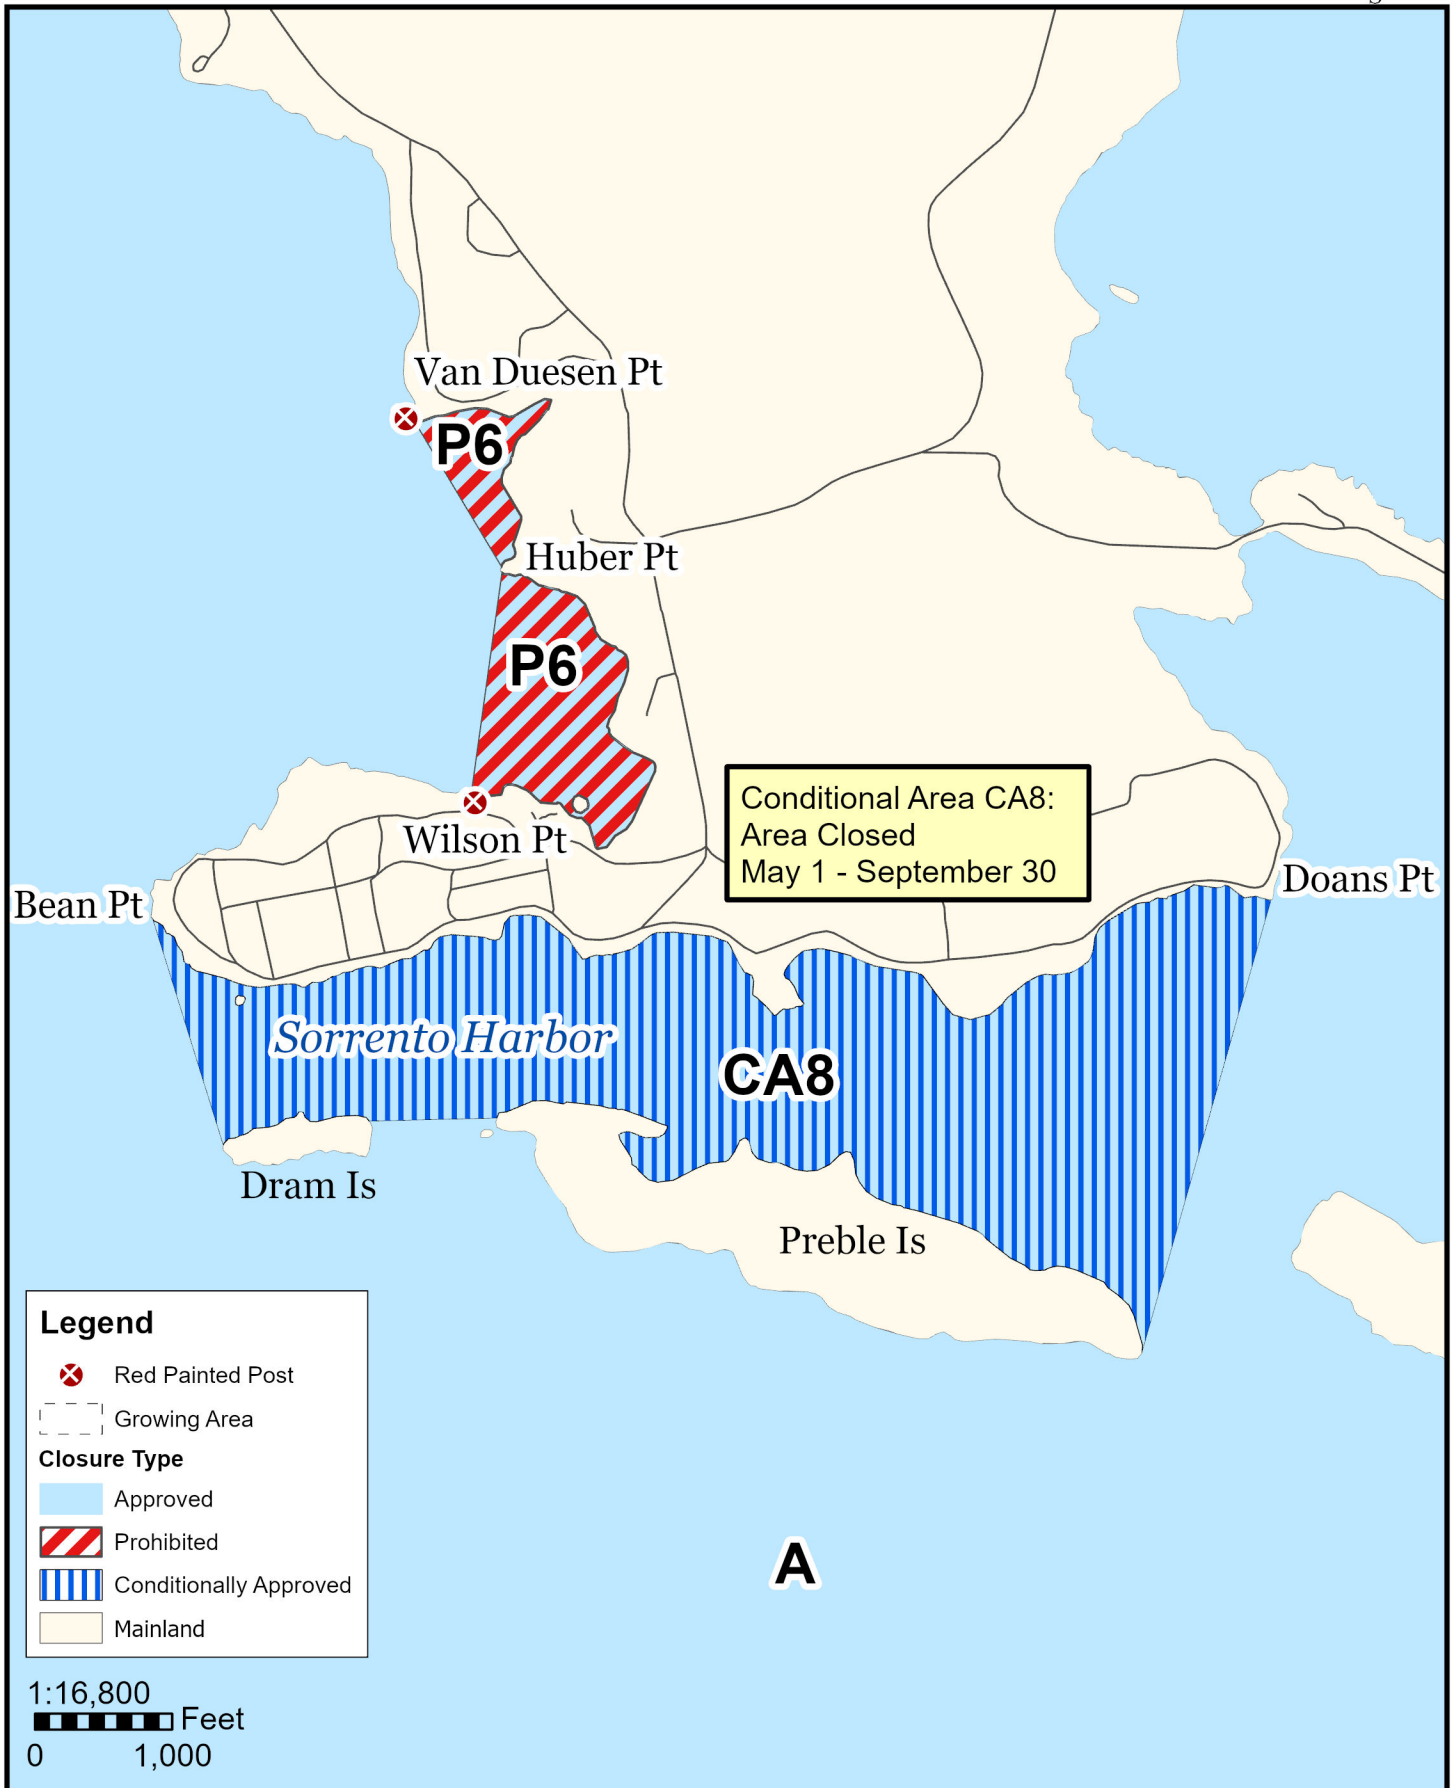 Van Duesen Pt
P6
Huber Pt
P6
Conditional Area CA8:
Area Closed
May 1 - September 30
Wilson Pt
Bean Pt
Doans Pt
Sorrento Harbor
CA8
Dram Is
Preble Is
Legend
Red Painted Post
Growing Area
Closure Type
Approved
Prohibited
Conditionally Approved
Mainland
A
1:16,800
Feet
0 1,000